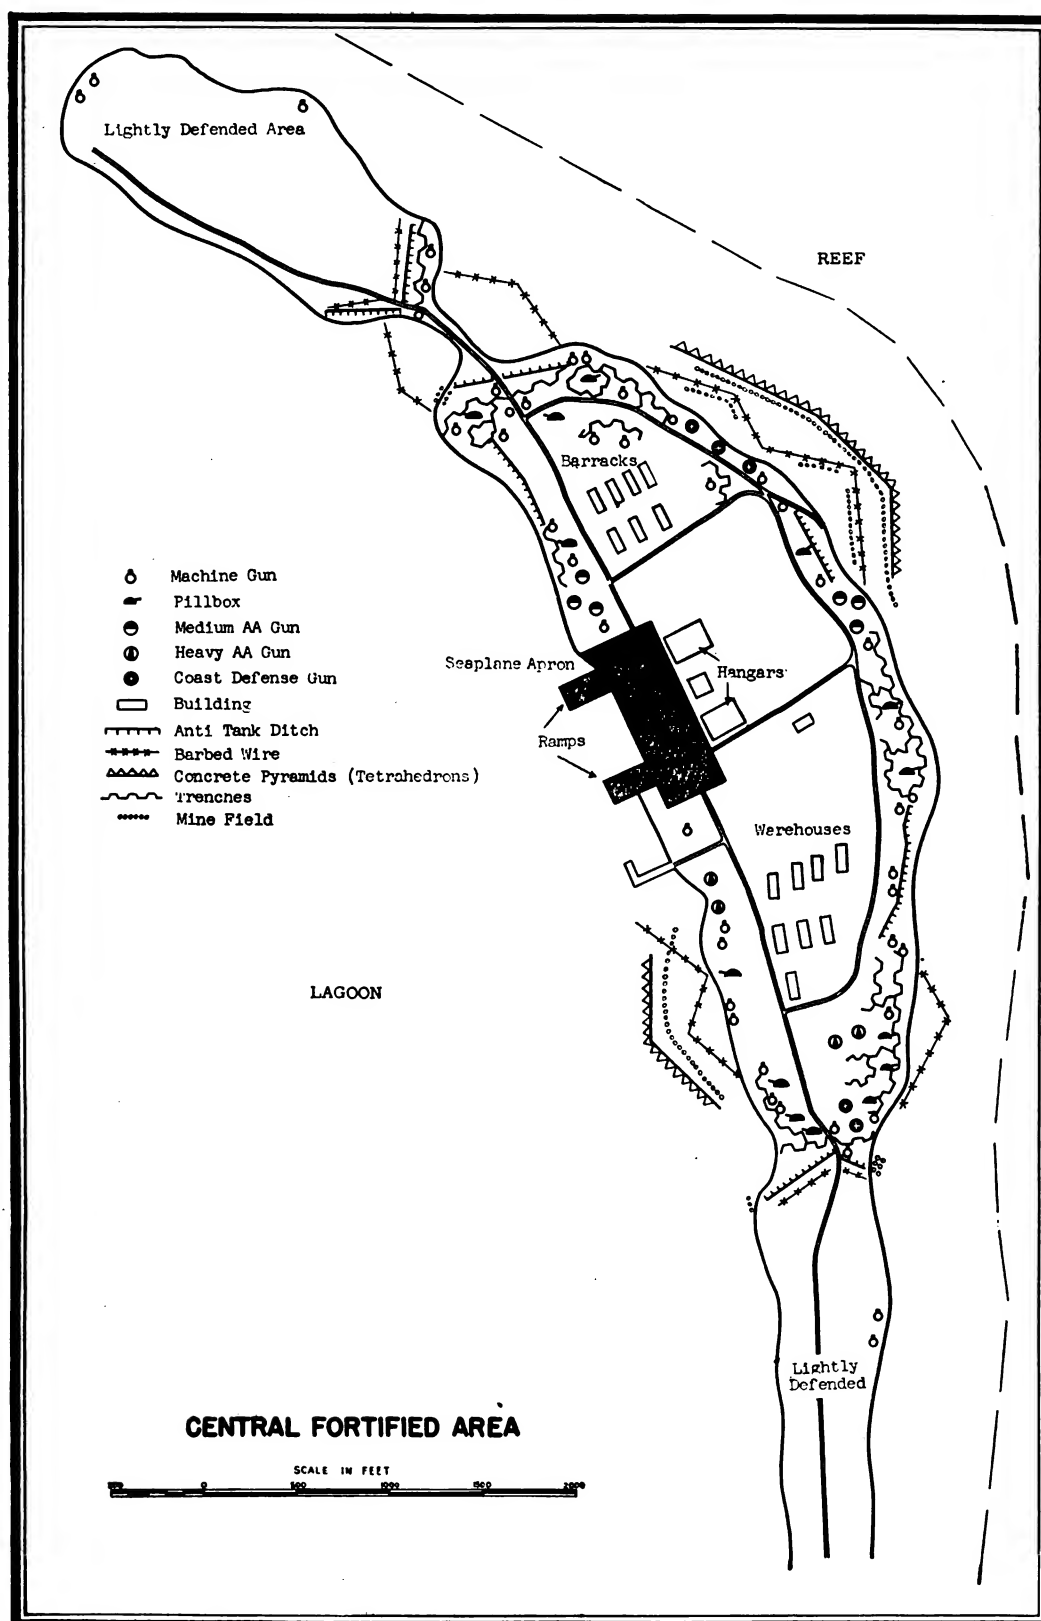 Lightly Defended Area
REEF
Barracks
Machine Gun
Pillbox
Medium AA Gun
Heavy AA Gun
Coast Defense Gun
Building
Anti Tank Ditch
Barbed Wire
Concrete Pyramids (Tetrahedrons)
Trenches
Mine Field
Seaplane Apron
Hangars
Ramps
Warehouses
LAGOON
Lightly
Defended
CENTRAL FORTIFIED AREA
SCALE IN FEET
500 0 500 1000 1500 2000